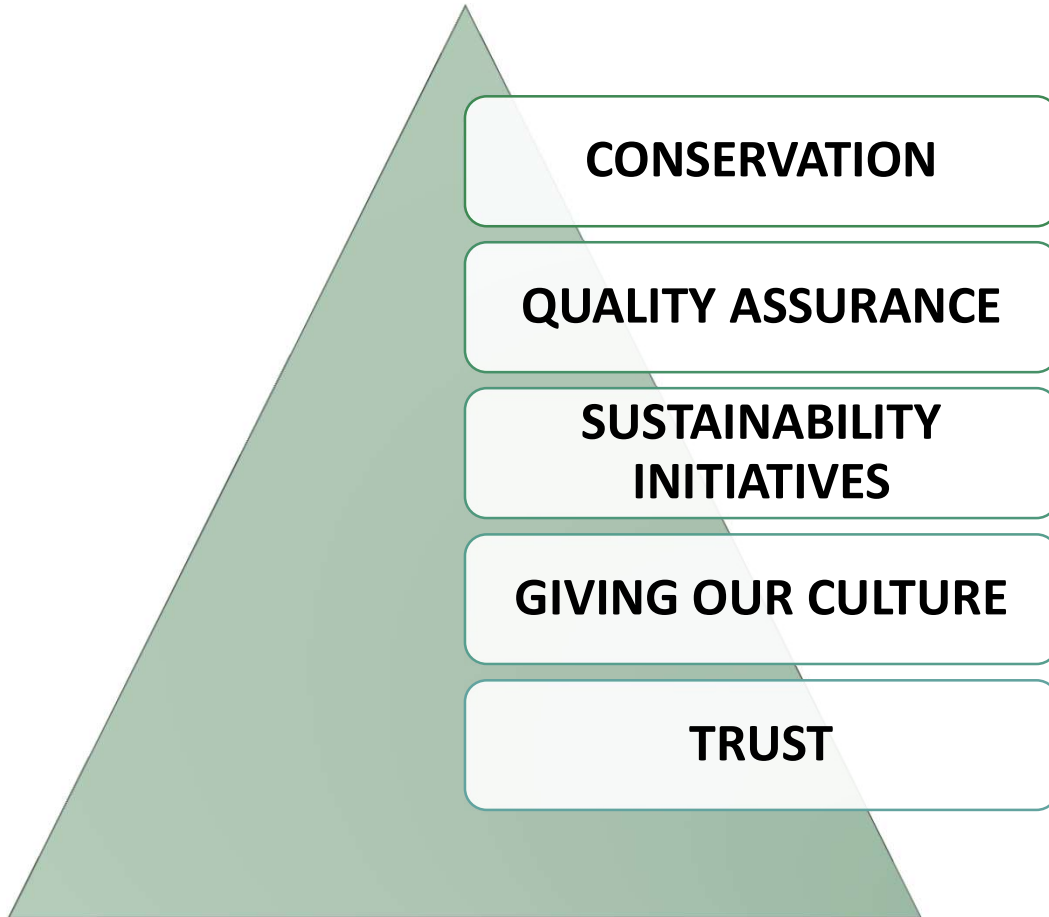 CONSERVATION
QUALITY ASSURANCE
SUSTAINABILITY
INITIATIVES
GIVING OUR CULTURE
TRUST